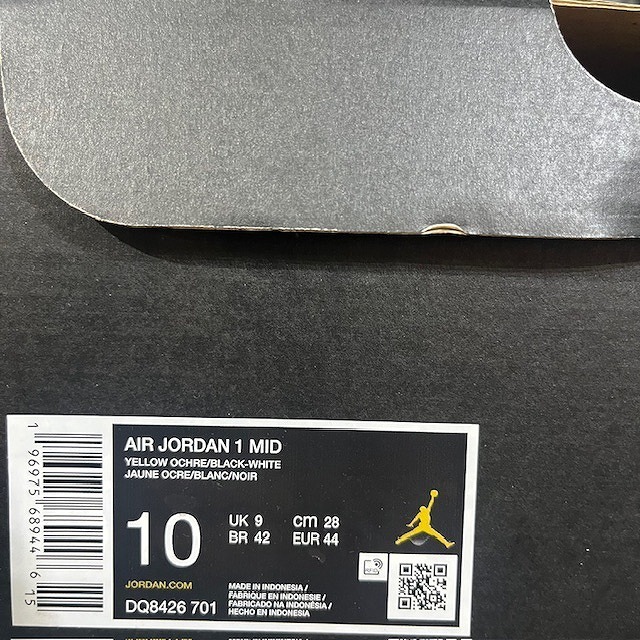 AIR JORDAN 1 MID
YELLOW OCHRE/BLACK-WHITE
JAUNE OCRE/BLANC/NOIR
10
UK 9 cm 28
BR 42 EUR 44
JORDAN.COM
DQ8426 701
MADE IN INDONESIA /
FABRIQUÉ EN INDONESIE /
FABRICADO NA INDONÉSIA /
HECHO EN INDONESIA
1 96975 68944 6 15